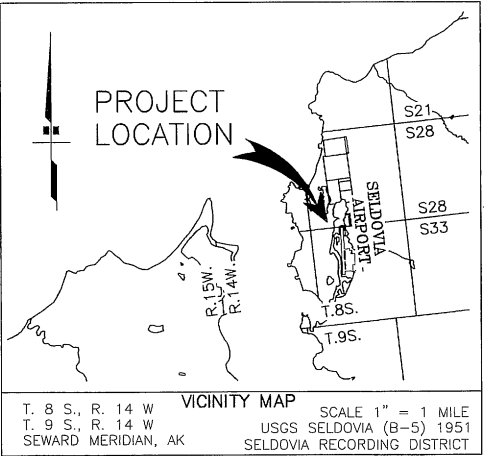 PROJECT
LOCATION
S21
S28
SELDOVIA
AIRPORT
S28
S33
R.15W.
R.14W.
T.8S.
T.9S.
VICINITY MAP
T. 8 S., R. 14 W
T. 9 S., R. 14 W
SEWARD MERIDIAN, AK
SCALE 1" = 1 MILE
USGS SELDOVIA (B-5) 1951
SELDOVIA RECORDING DISTRICT